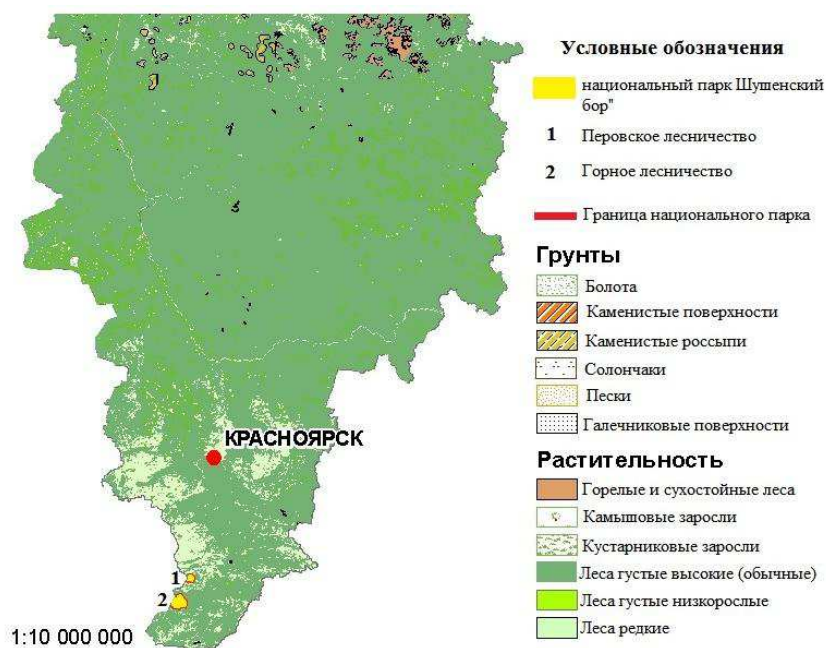 Условные обозначения
национальный парк Шушенский
бор"
1 Перовское лесничество
2 Горное лесничество
Граница национального парка
Грунты
Болота
Каменистые поверхности
Каменистые россыпи
Солончаки
Пески
Галечниковые поверхности
КРАСНОЯРСК
Растительность
Горелые и сухостойные леса
Камышовые заросли
Кустарниковые заросли
Леса густые высокие (обычные)
Леса густые низкорослые
Леса редкие
1
2
1:10 000 000